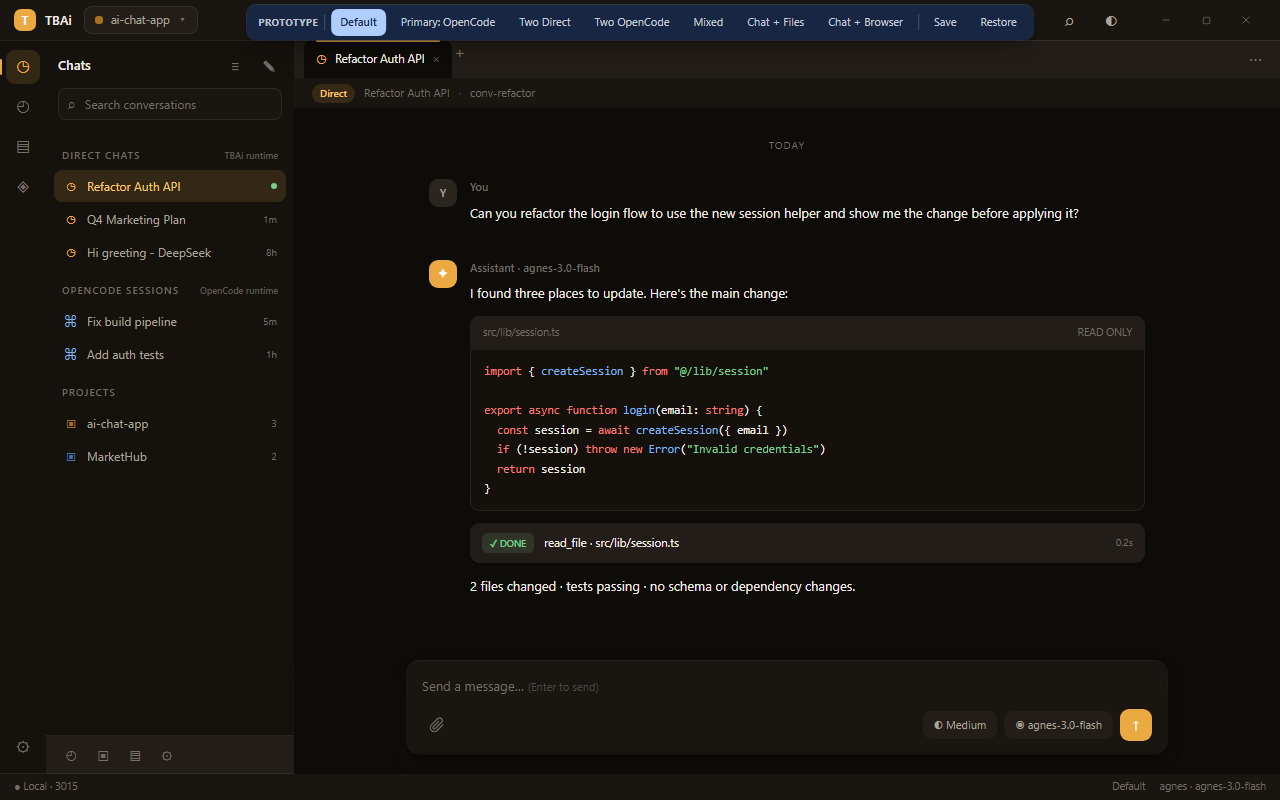 T TBAi ai-chat-app
PROTOTYPE Default Primary: OpenCode Two Direct Two OpenCode Mixed Chat + Files Chat + Browser Save Restore
Chats
Search conversations
DIRECT CHATS TBAi runtime
Refactor Auth API
Q4 Marketing Plan 1m
Hi greeting - DeepSeek 8h
OPENCODE SESSIONS OpenCode runtime
Fix build pipeline 5m
Add auth tests 1h
PROJECTS
ai-chat-app 3
MarketHub 2
Refactor Auth API × +
Direct Refactor Auth API · conv-refactor
TODAY
Y You
Can you refactor the login flow to use the new session helper and show me the change before applying it?
Assistant · agnes-3.0-flash
I found three places to update. Here's the main change:
src/lib/session.ts READ ONLY
import { createSession } from "@/lib/session"
export async function login(email: string) {
const session = await createSession({ email })
if (!session) throw new Error("Invalid credentials")
return session
}
✓ DONE read_file · src/lib/session.ts 0.2s
2 files changed · tests passing · no schema or dependency changes.
Send a message... (Enter to send)
Medium agnes-3.0-flash ↑
Local · 3015
Default agnes · agnes-3.0-flash